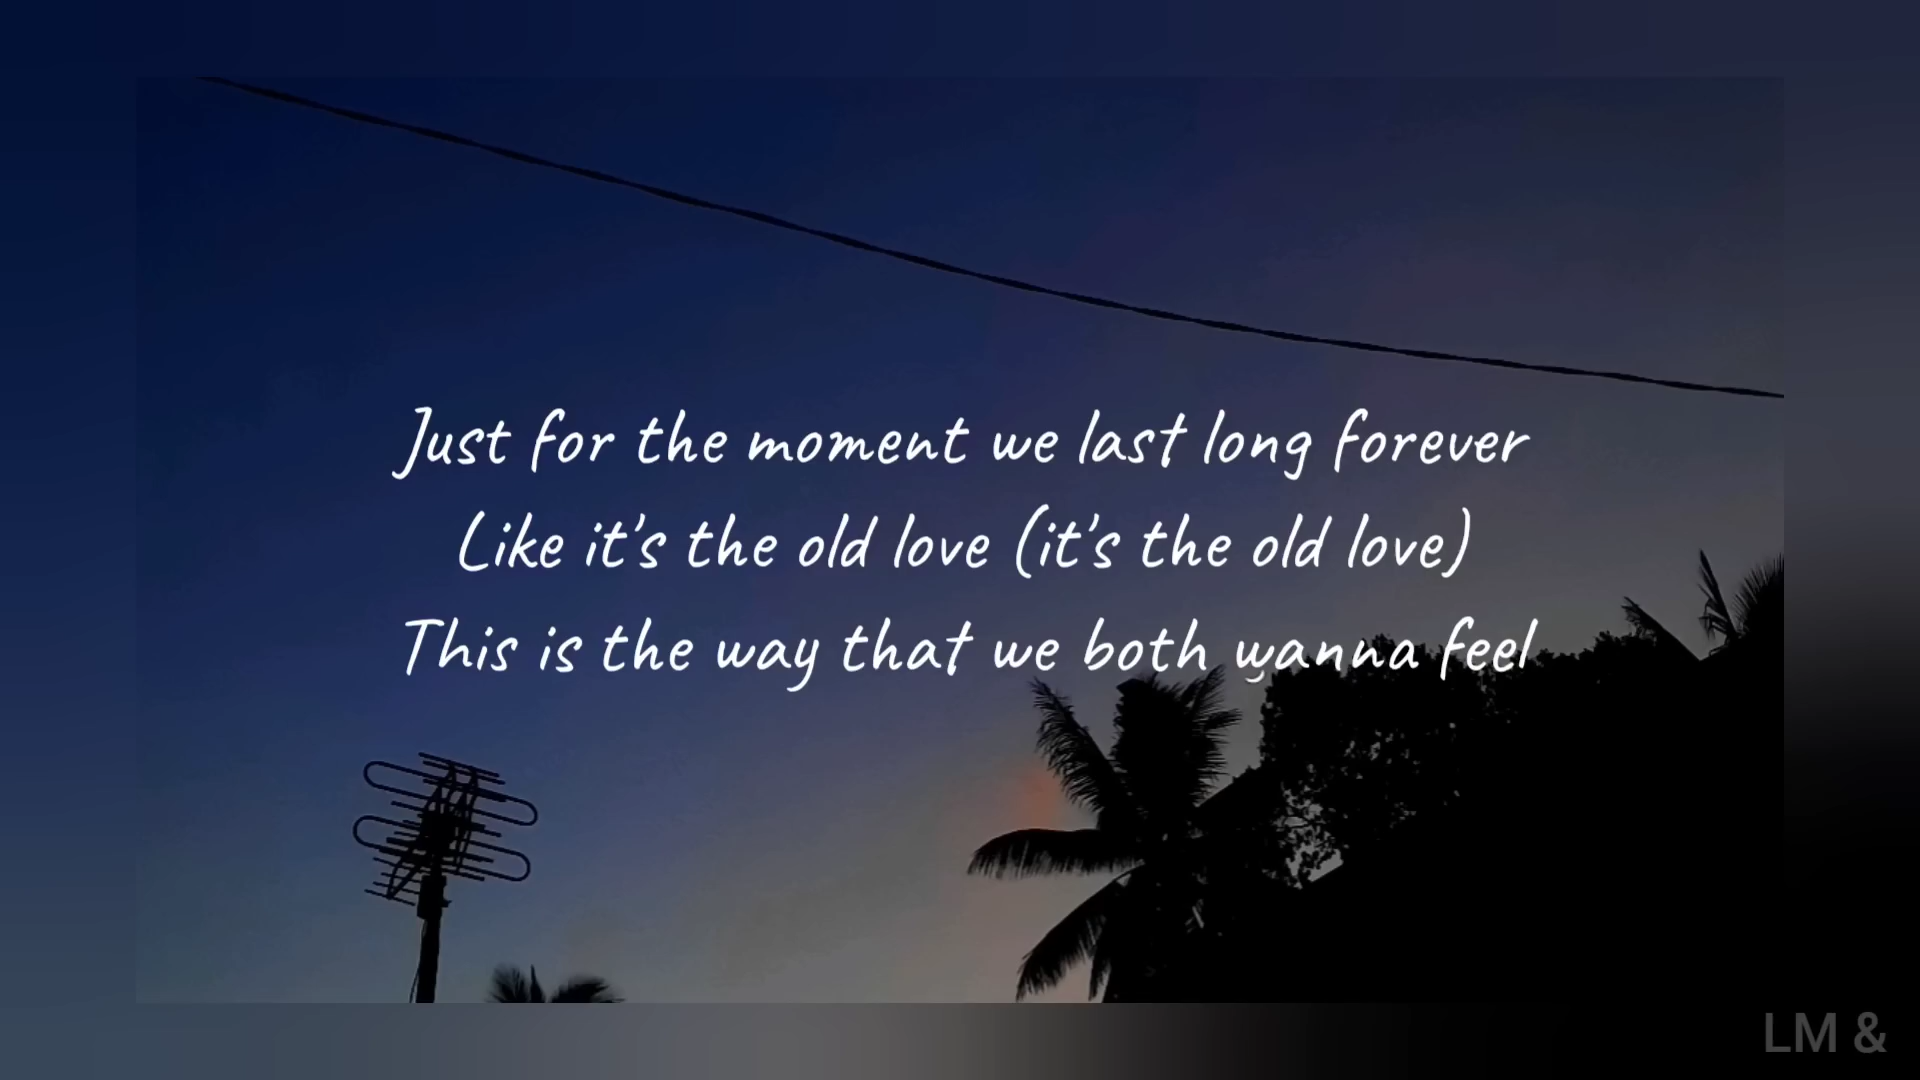 Just for the moment we last long forever
Like it's the old love (it's the old love)
This is the way that we both wanna feel
LM &